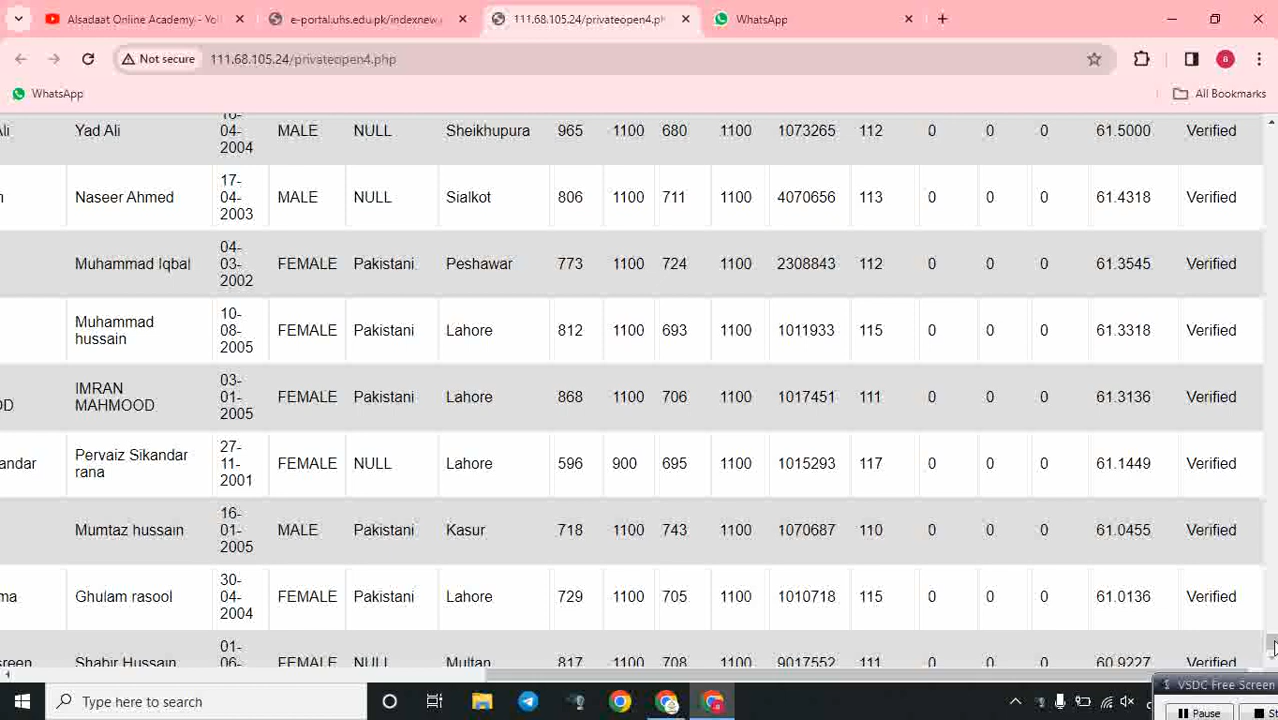 Alsadaat Online Academy - Yo
e-portal.uhs.edu.pk/indexnew
111.68.105.24/privateopen4.ph
WhatsApp
Not secure 111.68.105.24/privateopen4.php
WhatsApp
All Bookmarks
Yad Ali 04-2004 MALE NULL Sheikhupura 965 1100 680 1100 1073265 112 0 0 0 61.5000 Verified
Naseer Ahmed 17-04-2003 MALE NULL Sialkot 806 1100 711 1100 4070656 113 0 0 0 61.4318 Verified
Muhammad Iqbal 04-03-2002 FEMALE Pakistani Peshawar 773 1100 724 1100 2308843 112 0 0 0 61.3545 Verified
Muhammad hussain 10-08-2005 FEMALE Pakistani Lahore 812 1100 693 1100 1011933 115 0 0 0 61.3318 Verified
OD IMRAN MAHMOOD 03-01-2005 FEMALE Pakistani Lahore 868 1100 706 1100 1017451 111 0 0 0 61.3136 Verified
andar Pervaiz Sikandar rana 27-11-2001 FEMALE NULL Lahore 596 900 695 1100 1015293 117 0 0 0 61.1449 Verified
Mumtaz hussain 16-01-2005 MALE Pakistani Kasur 718 1100 743 1100 1070687 110 0 0 0 61.0455 Verified
ma Ghulam rasool 30-04-2004 FEMALE Pakistani Lahore 729 1100 705 1100 1010718 115 0 0 0 61.0136 Verified
sreen Shabir Hussain 01-06- FEMALE NULL Multan 817 1100 708 1100 9017552 111 0 0 0 60.9227 Verified
VSDC Free Screen
Pause
St
Type here to search